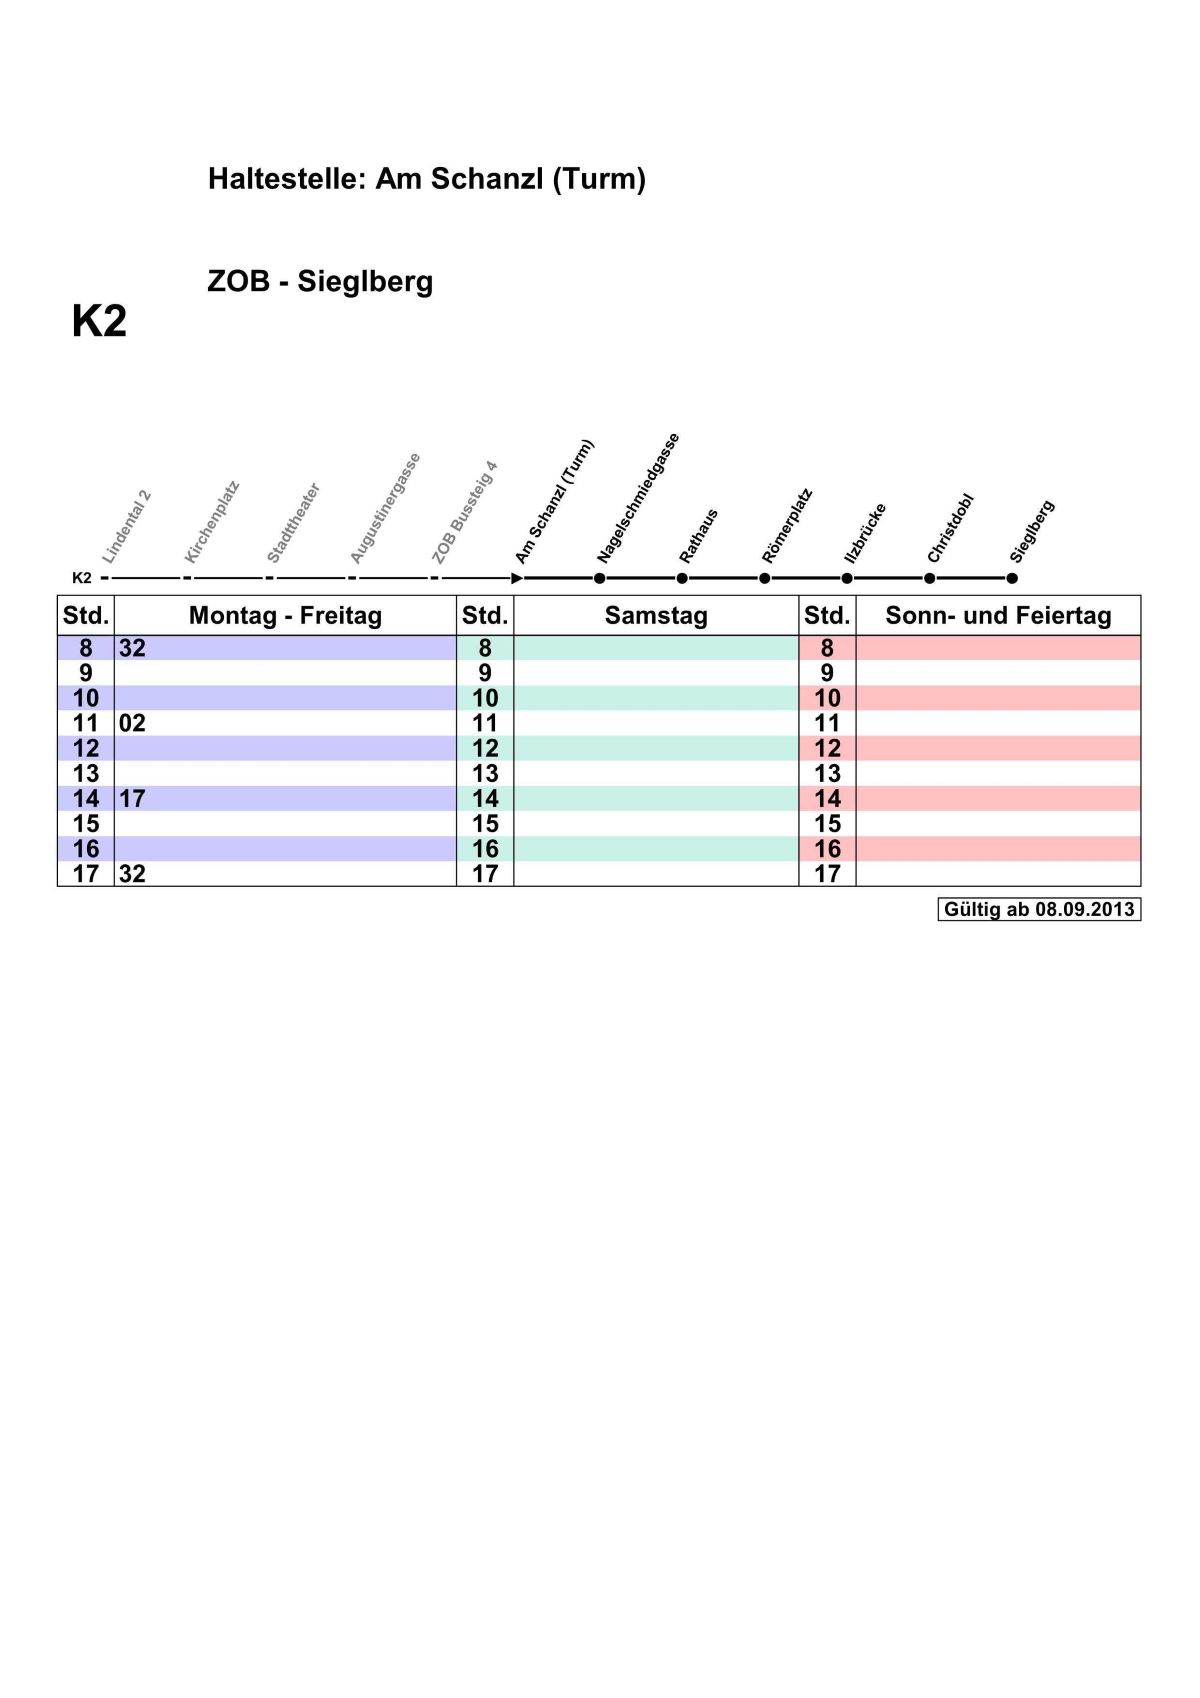 Haltestelle: Am Schanzl (Turm)
ZOB - Sieglberg
K2
Lindental 2
Kirchenplatz
Stadttheater
Augustinergasse
ZOB Bussteig 4
Am Schanzl (Turm)
Nagelschmiedgasse
Rathaus
Römerplatz
Ilzbrücke
Christdobl
Sieglberg
K2
Std. Montag - Freitag Std. Samstag Std. Sonn- und Feiertag
8 32 8 8
9 9 9
10 10 10
11 02 11 11
12 12 12
13 13 13
14 17 14 14
15 15 15
16 16 16
17 32 17 17
Gültig ab 08.09.2013